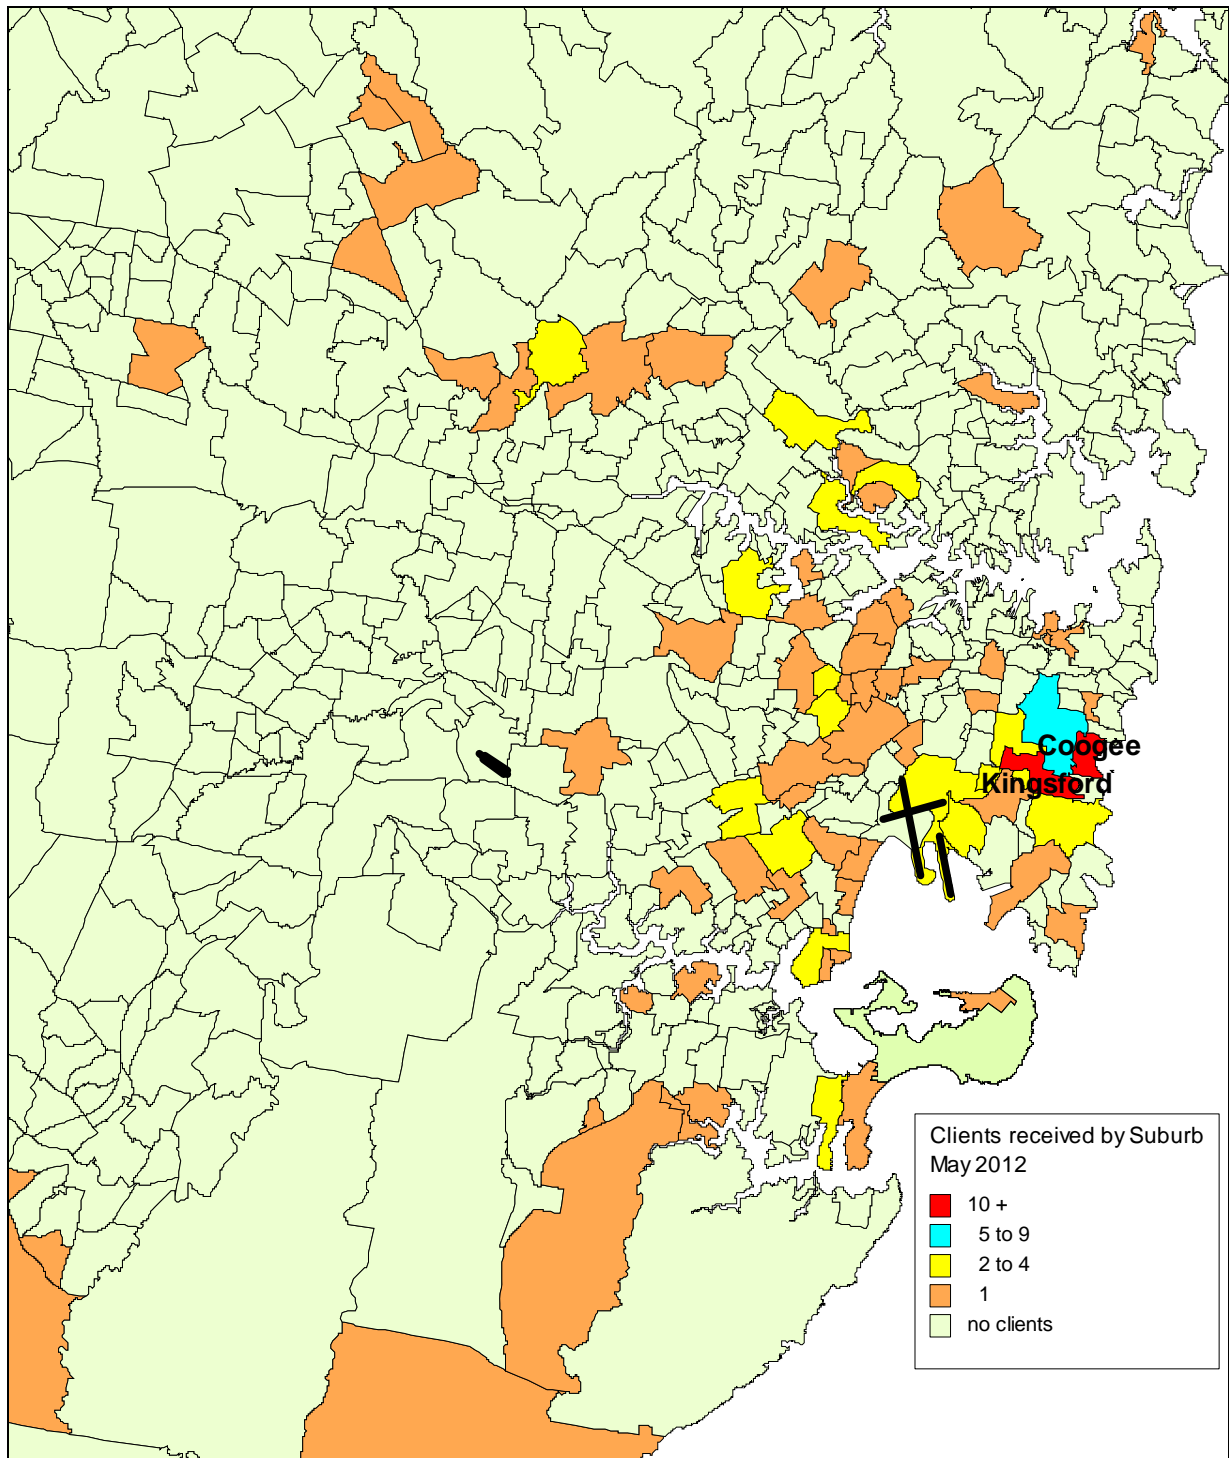 Coogee
Kingsford
Clients received by Suburb
May 2012
10 +
5 to 9
2 to 4
1
no clients